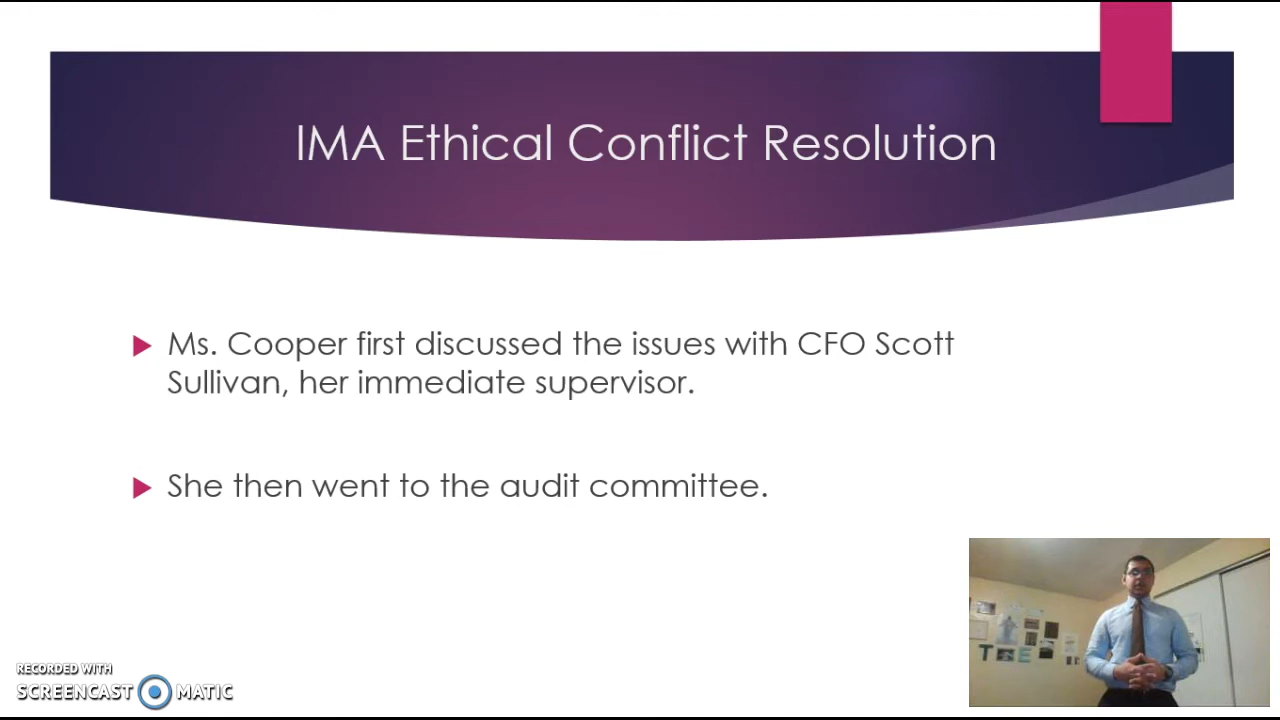 IMA Ethical Conflict Resolution
Ms. Cooper first discussed the issues with CFO Scott
Sullivan, her immediate supervisor.
She then went to the audit committee.
RECORDED WITH
SCREENCAST MATIC